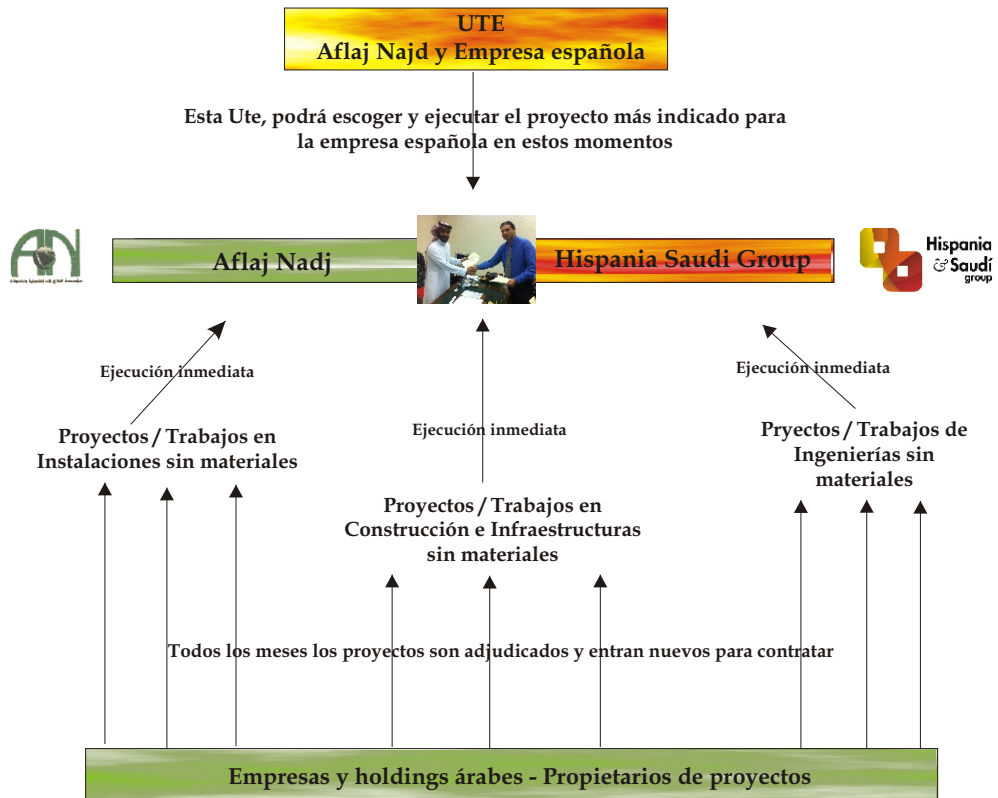 UTE
Aflaj Najd y Empresa española
Esta Ute, podrá escoger y ejecutar el proyecto más indicado para
la empresa española en estos momentos
AN
Aflaj Nadj
Hispania Saudi Group
Hispania
& Saudí
group
Ejecución inmediata
Ejecución inmediata
Ejecución inmediata
Proyectos / Trabajos en
Instalaciones sin materiales
Proyectos / Trabajos en
Construcción e Infraestructuras
sin materiales
Pryectos / Trabajos de
Ingenierías sin
materiales
Todos los meses los proyectos son adjudicados y entran nuevos para contratar
Empresas y holdings árabes - Propietarios de proyectos